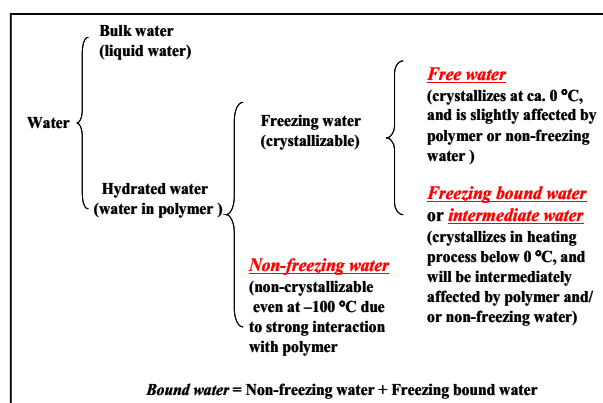 Bulk water
(liquid water)
Water
Hydrated water
(water in polymer )
Freezing water
(crystallizable)
Non-freezing water
(non-crystallizable
even at –100 °C due
to strong interaction
with polymer
Free water
(crystallizes at ca. 0 °C,
and is slightly affected by
polymer or non-freezing
water )
Freezing bound water
or intermediate water
(crystallizes in heating
process below 0 °C, and
will be intermediately
affected by polymer and/
or non-freezing water)
Bound water = Non-freezing water + Freezing bound water